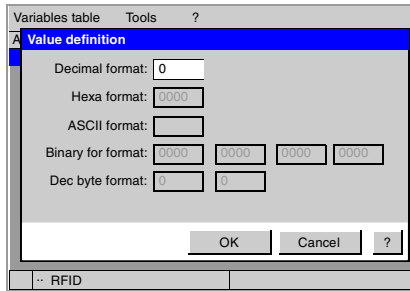 Variables table Tools ?
A
Value definition
Decimal format: 0
Hexa format: 0000
ASCII format:
Binary for format: 0000 0000 0000 0000
Dec byte format: 0 0
OK Cancel ?
·· RFID